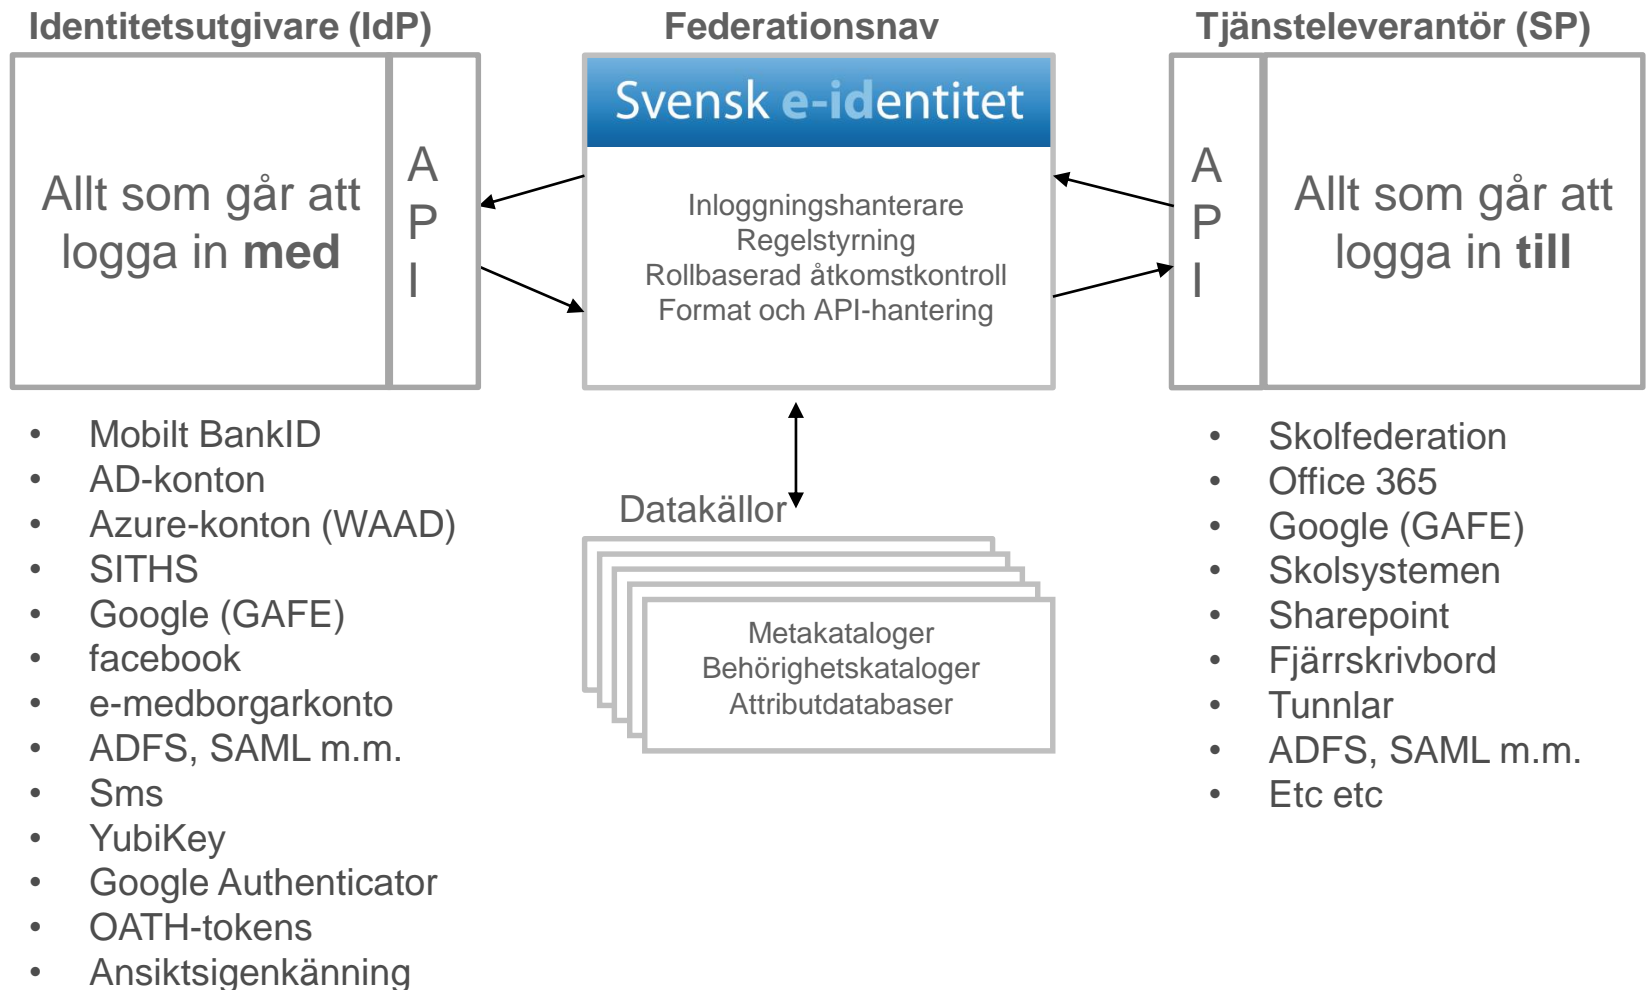 Identitetsutgivare (IdP)
Allt som går att
logga in med
A
P
I
• Mobilt BankID
• AD-konton
• Azure-konton (WAAD)
• SITHS
• Google (GAFE)
• facebook
• e-medborgarkonto
• ADFS, SAML m.m.
• Sms
• YubiKey
• Google Authenticator
• OATH-tokens
• Ansiktsigenkänning
Federationsnav
Svensk e-identitet
Inloggningshanterare
Regelstyrning
Rollbaserad åtkomstkontroll
Format och API-hantering
Datakällor
Metakataloger
Behörighetskataloger
Attributdatabaser
Tjänsteleverantör (SP)
A
P
I
Allt som går att
logga in till
• Skolfederation
• Office 365
• Google (GAFE)
• Skolsystemen
• Sharepoint
• Fjärrskrivbord
• Tunnlar
• ADFS, SAML m.m.
• Etc etc